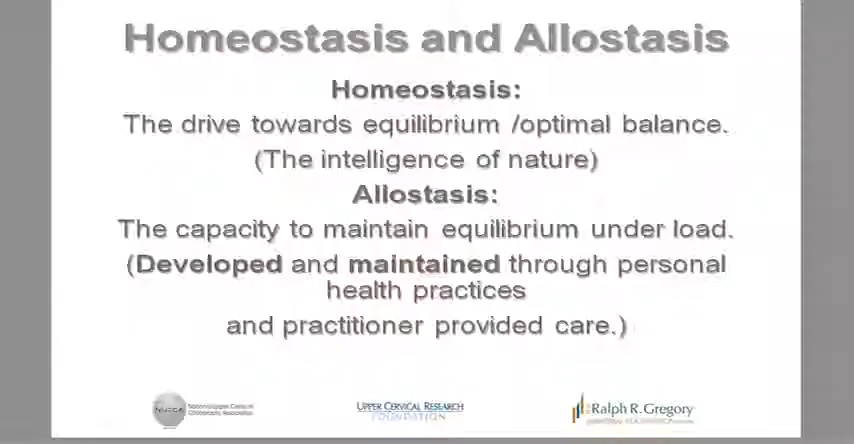 Homeostasis and Allostasis
Homeostasis:
The drive towards equilibrium /optimal balance.
(The intelligence of nature)
Allostasis:
The capacity to maintain equilibrium under load.
(Developed and maintained through personal
health practices
and practitioner provided care.)
NUCCA
UPPER CERVICAL RESEARCH
FOUNDATION
Ralph R. Gregory